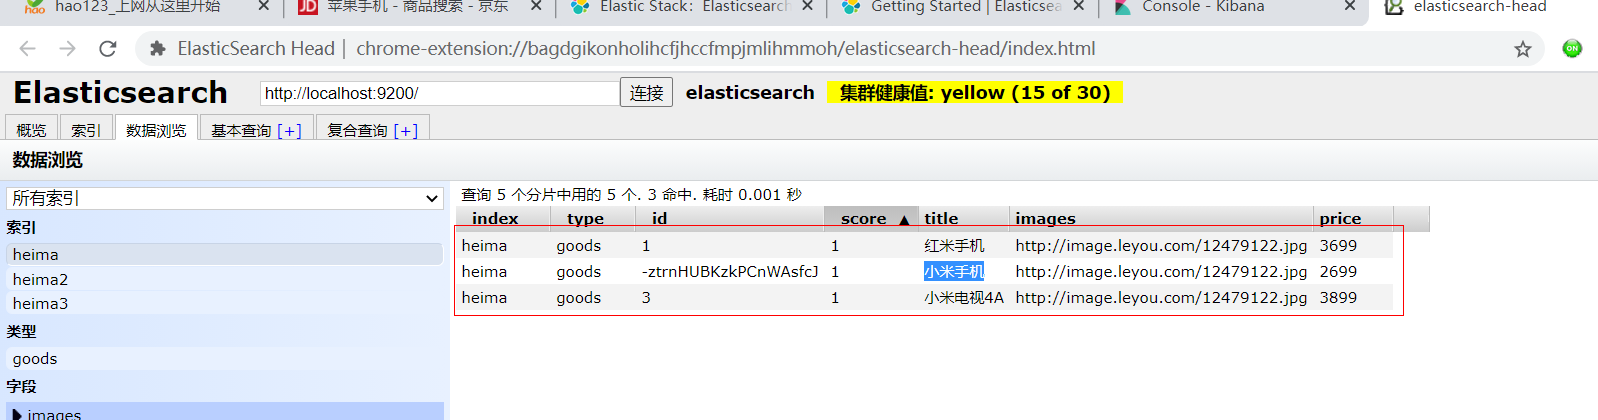 hao123_上网从这里开始
苹果手机 - 商品搜索 - 京东
Elastic Stack: Elasticsearch
Getting Started | Elasticsea
Console - Kibana
elasticsearch-head
ElasticSearch Head | chrome-extension://bagdgikonholihcfjhccfmpjmlihmmoh/elasticsearch-head/index.html
Elasticsearch http://localhost:9200/ 连接 elasticsearch 集群健康值: yellow (15 of 30)
概览 索引 数据浏览 基本查询 [+] 复合查询 [+]
数据浏览
所有索引
索引
heima
heima2
heima3
类型
goods
字段
images
查询 5 个分片中用的 5 个. 3 命中. 耗时 0.001 秒
index type id score ▲ title images price
heima goods 1 1 红米手机 http://image.leyou.com/12479122.jpg 3699
heima goods -ztrnHUBKzkPCnWAsfcJ 1 小米手机 http://image.leyou.com/12479122.jpg 2699
heima goods 3 1 小米电视4A http://image.leyou.com/12479122.jpg 3899